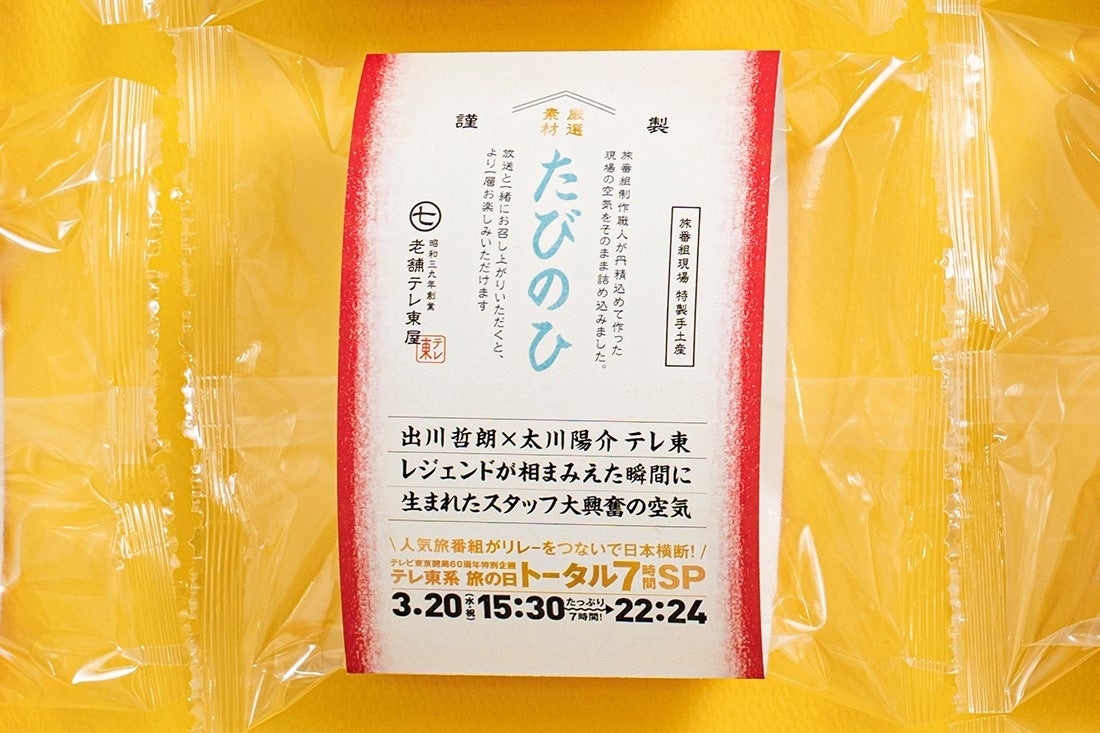 謹製
厳選
素材
たびのひ
旅番組現場 特製手土産
旅番組制作職人が丹積込めて作った
現場の空気をそのまま詰め込みました。
放送と一緒にお召し上がりいただくと、
より一層お楽しみいただけます
昭和三九年創業
七 老舗テレ東屋
テレ東
出川哲朗×太川陽介 テレ東
レジェンドが相まみえた瞬間に
生まれたスタッフ大興奮の空気
\人気旅番組がリレーをつないで日本横断!/
テレビ東京開局60周年特別企画
テレ東系 旅の日トータル7時間SP
3.20(水・祝)15:30たっぷり7時間!22:24